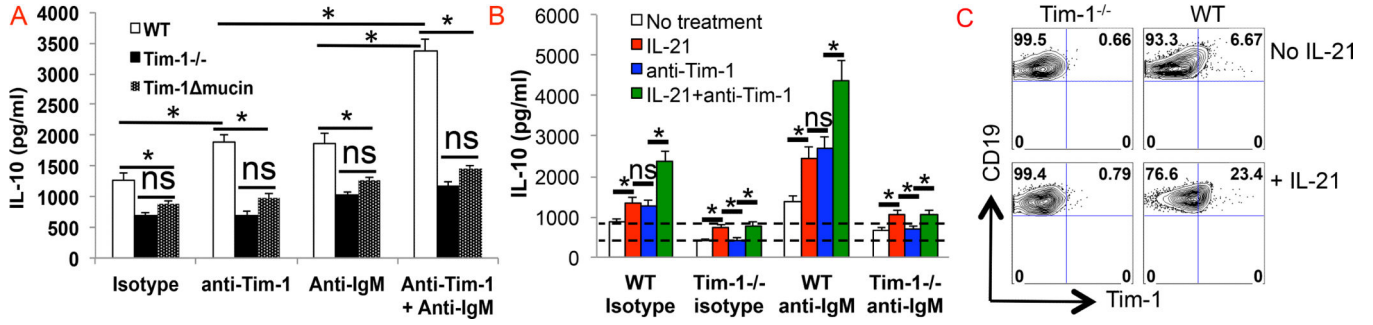 A
IL-10 (pg/ml)
4000
3500
3000
2500
2000
1500
1000
500
0
WT
Tim-1-/-
Tim-1Δmucin
*
*
*
*
*
*
*
ns
ns
ns
ns
Isotype
anti-Tim-1
Anti-IgM
Anti-Tim-1
+ Anti-IgM
B
IL-10 (pg/ml)
6000
5000
4000
3000
2000
1000
0
No treatment
IL-21
anti-Tim-1
IL-21+anti-Tim-1
* ns *
* * *
* ns *
* * *
WT
Isotype
Tim-1-/-
isotype
WT
anti-IgM
Tim-1-/-
anti-IgM
C
Tim-1-/- WT
99.5 0.66 93.3 6.67 No IL-21
0 0 0 0
99.4 0.79 76.6 23.4 + IL-21
0 0 0 0
CD19
Tim-1